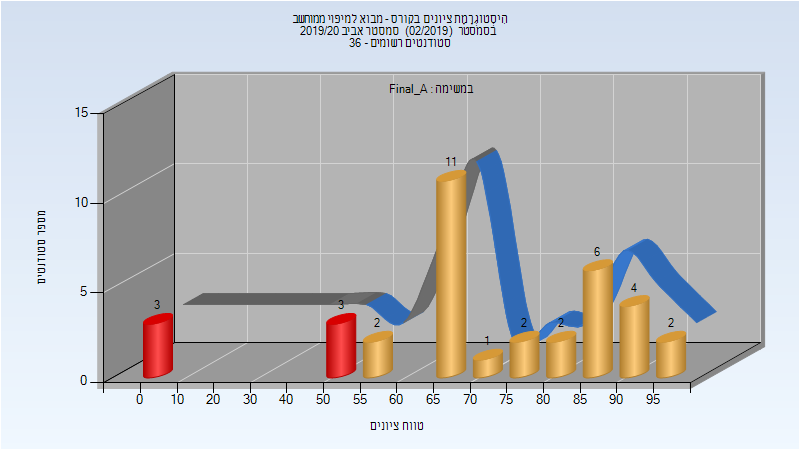 היסטוגרמת ציונים בקורס - מבוא למיפוי ממוחשב
בסמסטר (02/2019) סמסטר אביב 2019/20
סטודנטים רשומים - 36
במשימה : Final_A
מספר סטודנטים
15
10
5
0
3
3
2
11
1
2
2
6
4
2
0 10 20 30 40 50 55 60 65 70 75 80 85 90 95
טווח ציונים